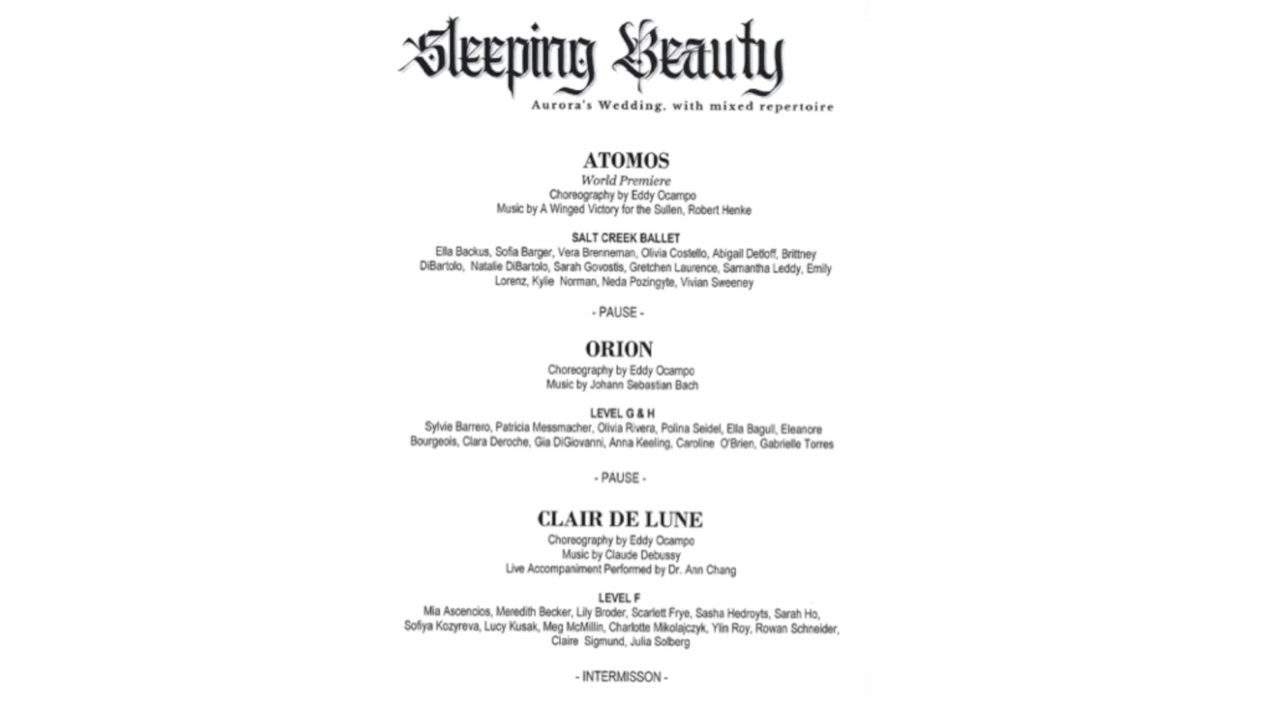 Sleeping Beauty
Aurora's Wedding, with mixed repertoire
ATOMOS
World Premiere
Choreography by Eddy Ocampo
Music by A Winged Victory for the Sullen, Robert Henke
SALT CREEK BALLET
Ella Backus, Sofia Barger, Vera Brenneman, Olivia Costello, Abigail Detloff, Brittney
DiBartolo, Natalie DiBartolo, Sarah Govostis, Gretchen Laurence, Samantha Leddy, Emily
Lorenz, Kylie Norman, Neda Pozingyte, Vivian Sweeney
- PAUSE -
ORION
Choreography by Eddy Ocampo
Music by Johann Sebastian Bach
LEVEL G & H
Sylvie Barrero, Patricia Messmacher, Olivia Rivera, Polina Seidel, Ella Bagull, Eleanore
Bourgeois, Clara Deroche, Gia DiGiovanni, Anna Keeling, Caroline O'Brien, Gabrielle Torres
- PAUSE -
CLAIR DE LUNE
Choreography by Eddy Ocampo
Music by Claude Debussy
Live Accompaniment Performed by Dr. Ann Chang
LEVEL F
Mia Ascencios, Meredith Becker, Lily Broder, Scarlett Frye, Sasha Hedroyts, Sarah Ho,
Sofiya Kozyreva, Lucy Kusak, Meg McMillin, Charlotte Mikolajczyk, Ylin Roy, Rowan Schneider,
Claire Sigmund, Julia Solberg
- INTERMISSON -